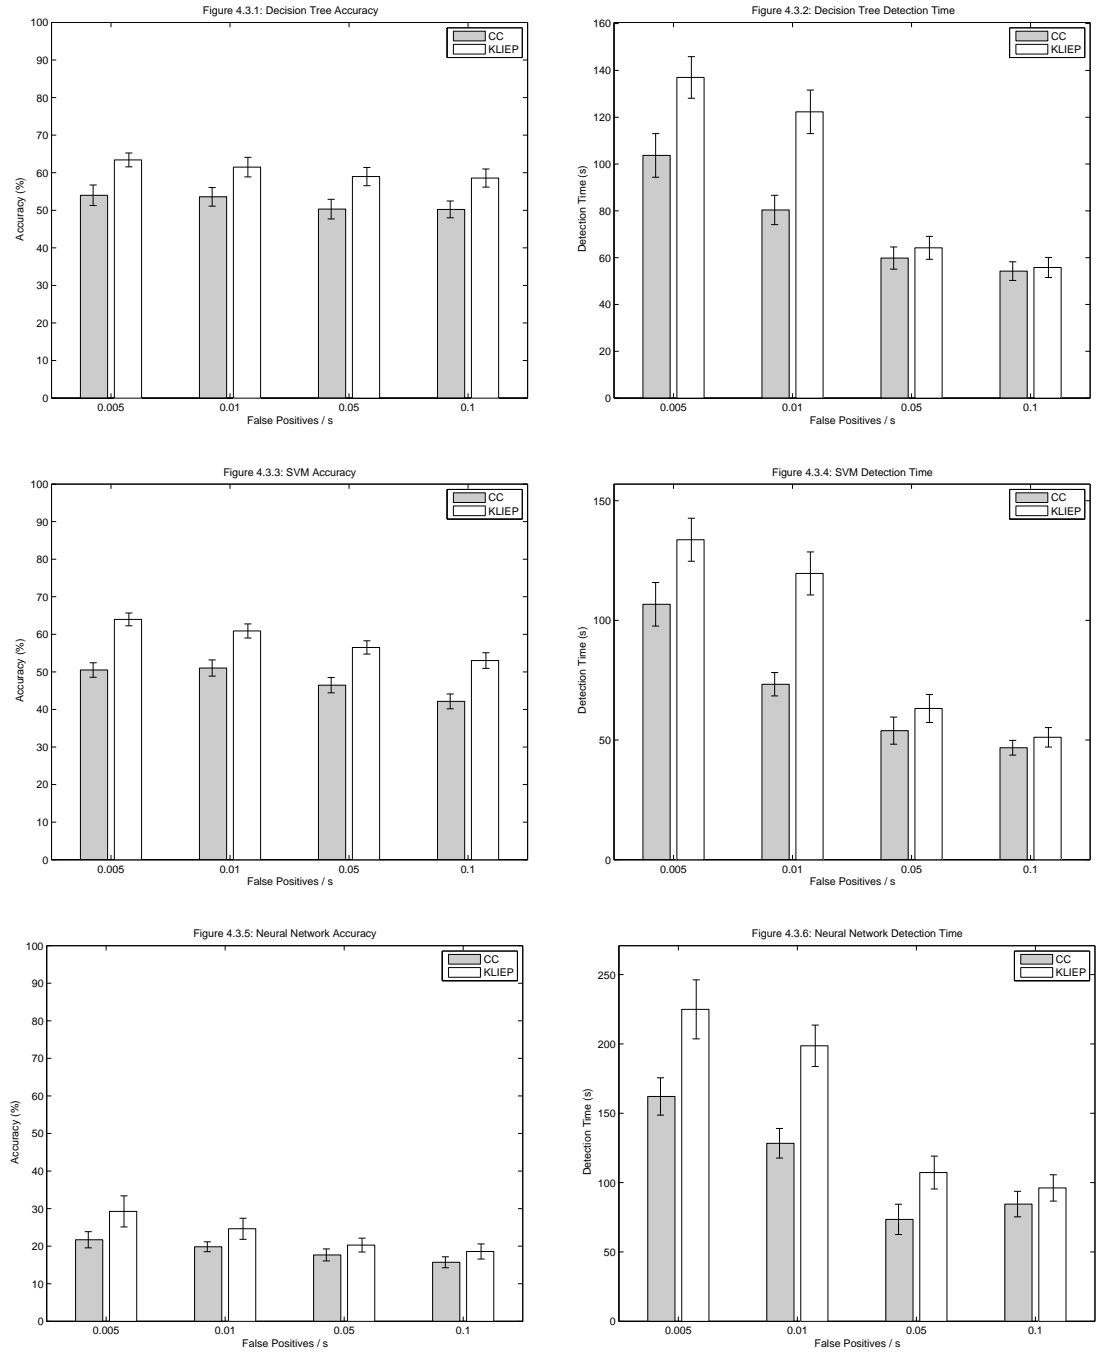 Figure 4.3.1: Decision Tree Accuracy
100
90
80
70
60
50
40
30
20
10
0
Accuracy (%)
CC
KLIEP
0.005 0.01 0.05 0.1
False Positives / s
Figure 4.3.2: Decision Tree Detection Time
160
140
120
100
80
60
40
20
0
Detection Time (s)
CC
KLIEP
0.005 0.01 0.05 0.1
False Positives / s
Figure 4.3.3: SVM Accuracy
100
90
80
70
60
50
40
30
20
10
0
Accuracy (%)
CC
KLIEP
0.005 0.01 0.05 0.1
False Positives / s
Figure 4.3.4: SVM Detection Time
150
100
50
0
Detection Time (s)
CC
KLIEP
0.005 0.01 0.05 0.1
False Positives / s
Figure 4.3.5: Neural Network Accuracy
100
90
80
70
60
50
40
30
20
10
0
Accuracy (%)
CC
KLIEP
0.005 0.01 0.05 0.1
False Positives / s
Figure 4.3.6: Neural Network Detection Time
250
200
150
100
50
0
Detection Time (s)
CC
KLIEP
0.005 0.01 0.05 0.1
False Positives / s